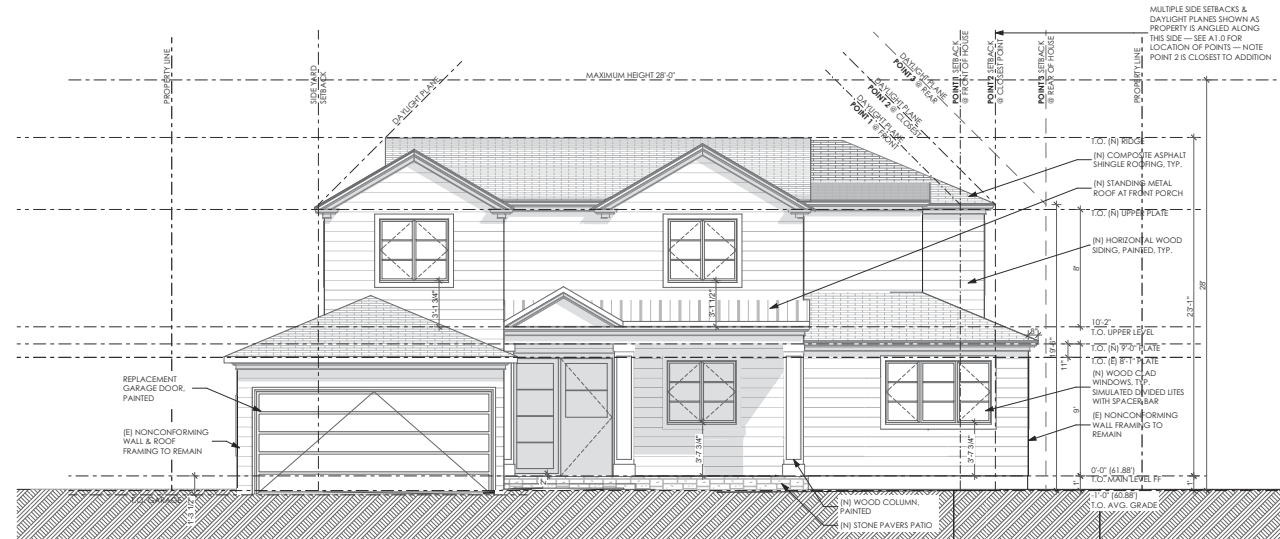 MULTIPLE SIDE SETBACKS &
DAYLIGHT PLANES SHOWN AS
PROPERTY IS ANGLED ALONG
THIS SIDE — SEE A1.0 FOR
LOCATION OF POINTS — NOTE
POINT 2 IS CLOSEST TO ADDITION
PROPERTY LINE
SIDE YARD
SETBACK
DAYLIGHT PLANE
MAXIMUM HEIGHT 28'-0"
DAYLIGHT PLANE
POINT 3 @ REAR
DAYLIGHT PLANE
POINT 2 @ CLOSEST
DAYLIGHT PLANE
POINT 1 @ FRONT
POINT 1 SETBACK
@ FRONT OF HOUSE
POINT 2 SETBACK
@ CLOSEST POINT
POINT 3 SETBACK
@ REAR OF HOUSE
PROPERTY LINE
T.O. (N) RIDGE
(N) COMPOSITE ASPHALT
SHINGLE ROOFING, TYP.
(N) STANDING METAL
ROOF AT FRONT PORCH
T.O. (N) UPPER PLATE
(N) HORIZONTAL WOOD
SIDING, PAINTED, TYP.
8'
28'
23'-1"
3'-1 3/4"
3'-1 1/2"
10'-2"
T.O. UPPER LEVEL
T.O. (N) 9'-0" PLATE
T.O. (E) 8'-1" PLATE
11"
(N) WOOD CLAD
WINDOWS, TYP.
SIMULATED DIVIDED LITES
WITH SPACER BAR
9'
(E) NONCONFORMING
WALL FRAMING TO
REMAIN
REPLACEMENT
GARAGE DOOR,
PAINTED
(E) NONCONFORMING
WALL & ROOF
FRAMING TO REMAIN
3'-7 3/4"
3'-7 3/4"
2"
0'-0" (61.88')
T.O. MAIN LEVEL FF
1'
1'
-1'-0" (60.88')
T.O. AVG. GRADE
T.O. GARAGE
1'-3 1/2"
(N) WOOD COLUMN,
PAINTED
(N) STONE PAVERS PATIO